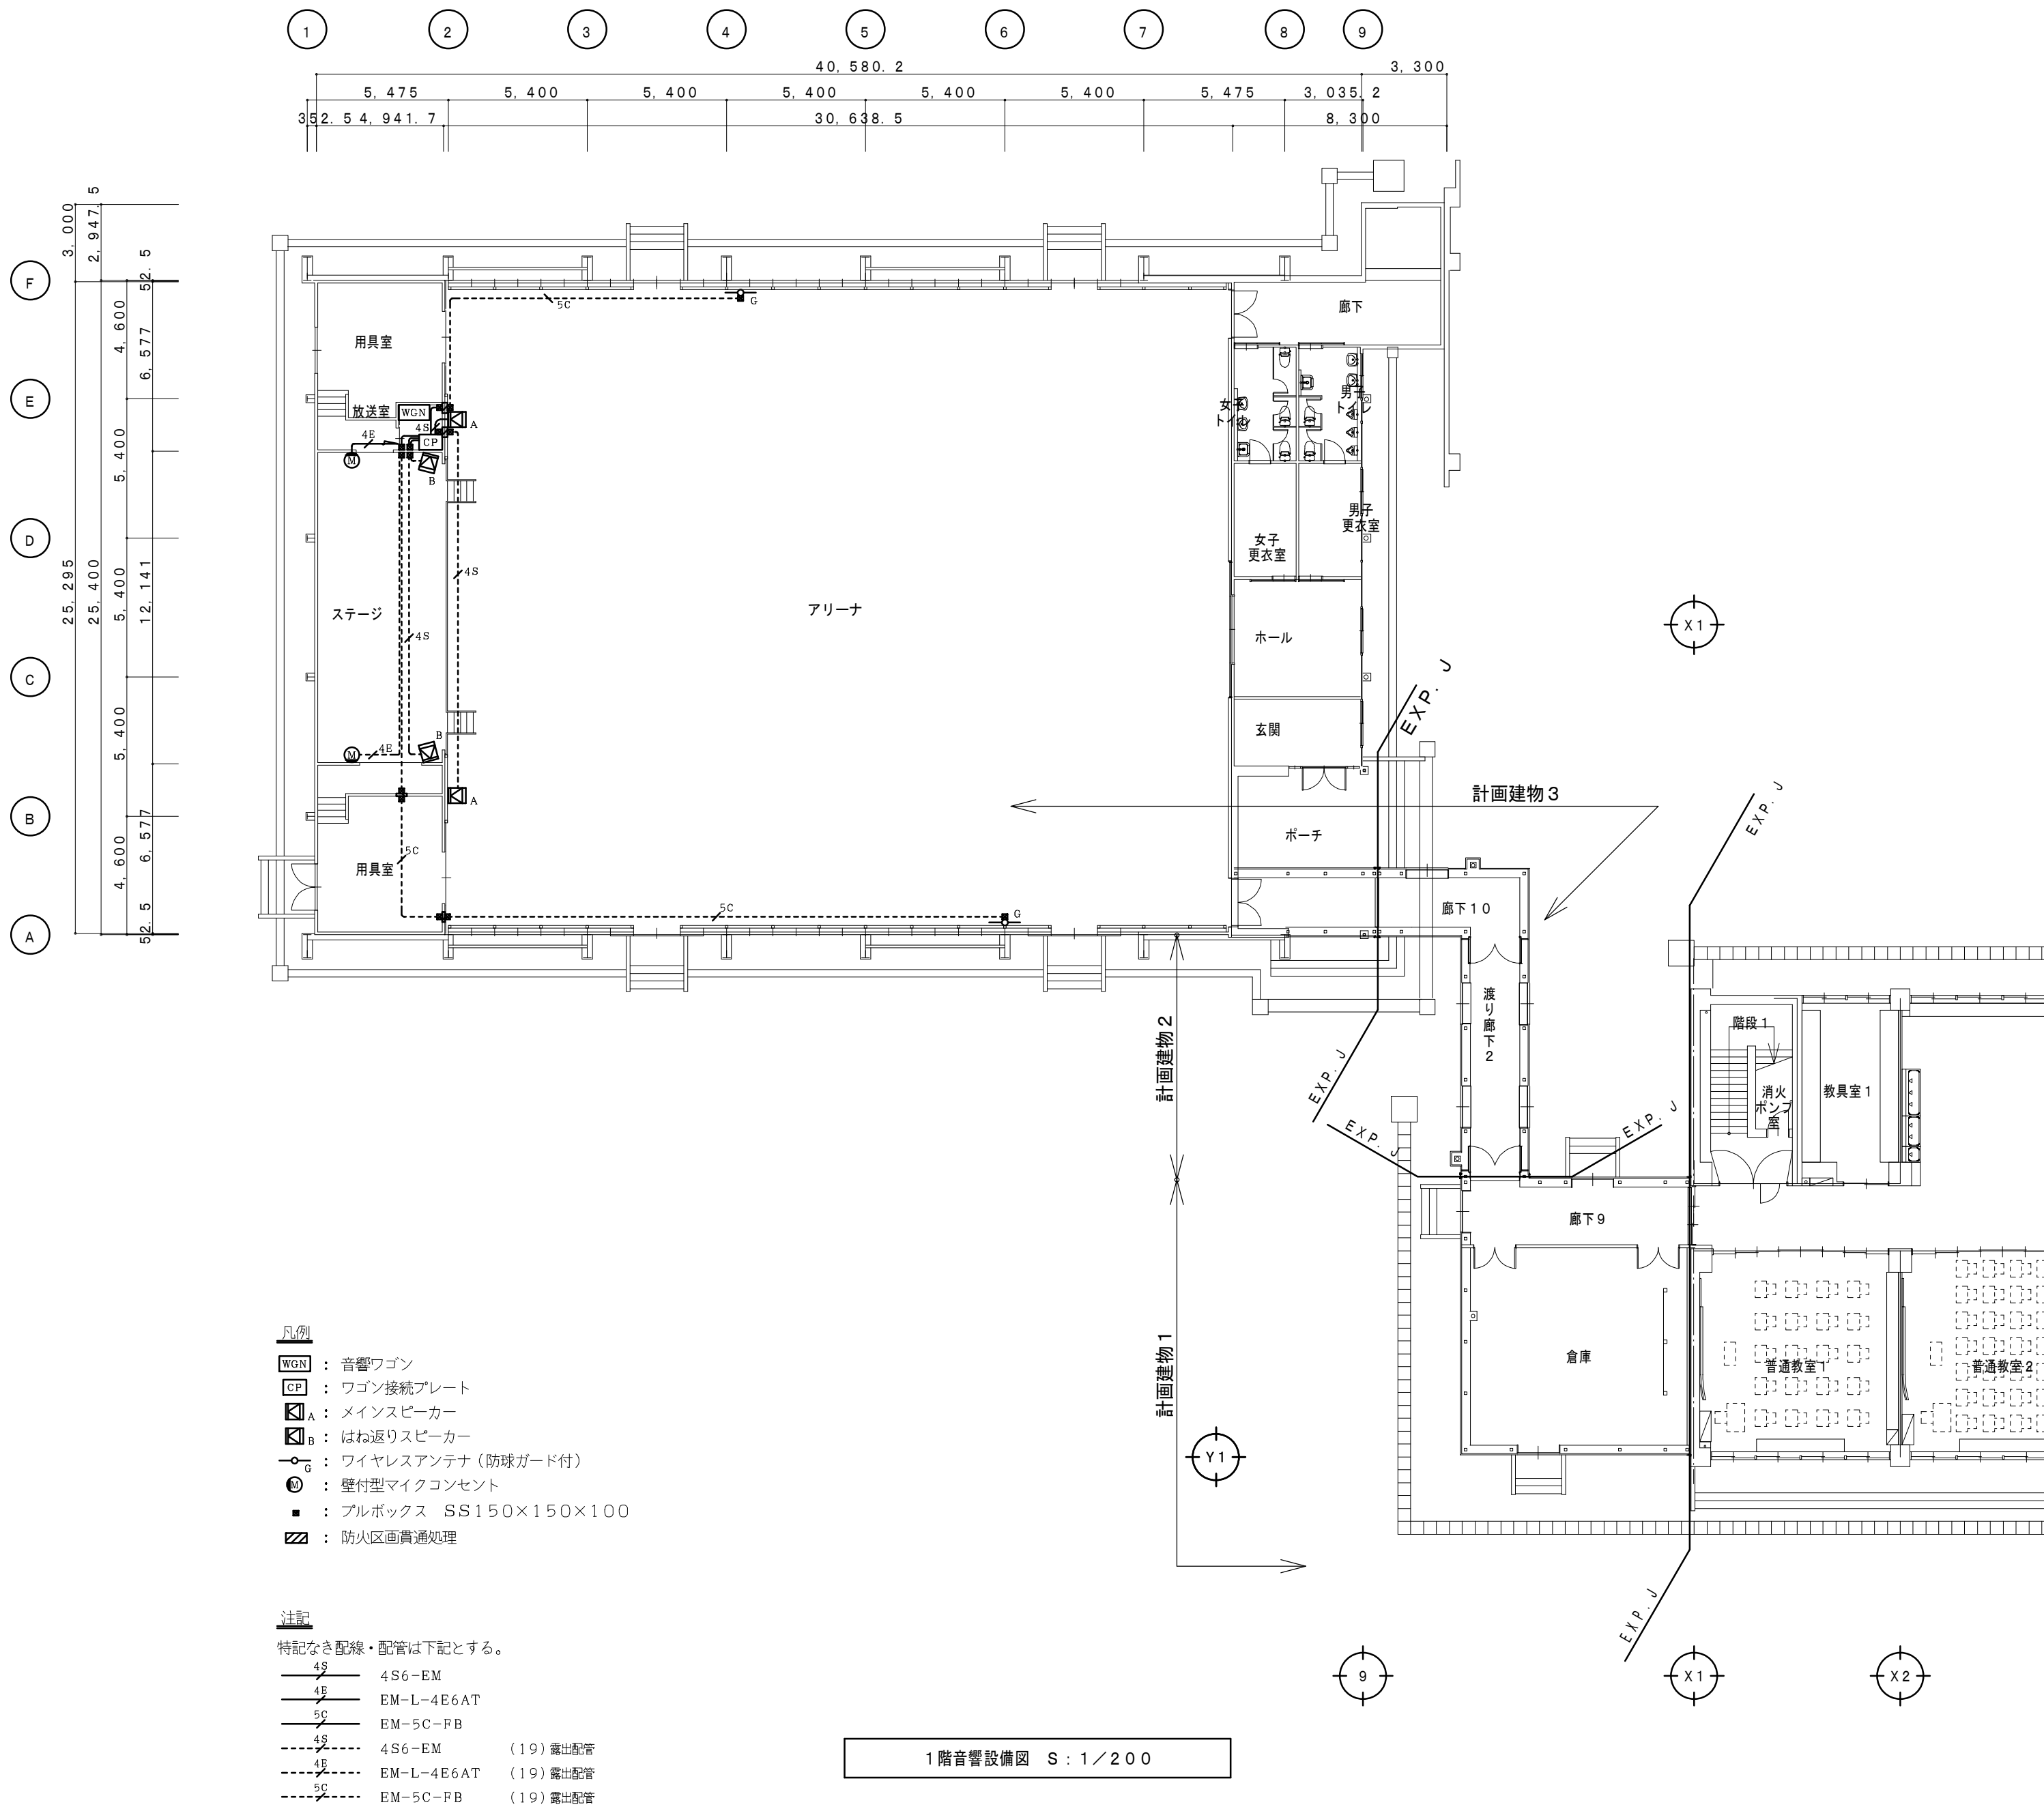 1 2 3 4 5 6 7 8 9
40,580.2 3,300
5,475 5,400 5,400 5,400 5,400 5,400 5,475 3,035.2
352.5 4,941.7 30,638.5 8,300
3,000
2,947.5
52.5
F
4,600
6,577
E
5,400
D
25,295
25,400
5,400
12,141
C
5,400
B
4,600
6,577
52.5
A
5C G
用具室
廊下
放送室 WGN
4S A
4E CP
M
B
女子
トイレ
男子
トイレ
男子
更衣室
女子
更衣室
4S
ステージ
アリーナ
4S
ホール
X1
EXP. J
玄関
B
4E
M
A
計画建物3
EXP. J
ポーチ
5C
用具室
5C G
廊下10
渡り廊下2
計画建物2
階段1
消火
ポンプ
室
教具室1
EXP. J
EXP. J
EXP. J
廊下9
計画建物1
倉庫
普通教室1
普通教室2
Y1
EXP. J
9 X1 X2
凡例
WGN : 音響ワゴン
CP : ワゴン接続プレート
A : メインスピーカー
B : はね返りスピーカー
G : ワイヤレスアンテナ(防球ガード付)
M : 壁付型マイクコンセント
: プルボックス SS150×150×100
: 防火区画貫通処理
注記
特記なき配線・配管は下記とする。
4S 4S6-EM
4E EM-L-4E6AT
5C EM-5C-FB
4S 4S6-EM (19)露出配管
4E EM-L-4E6AT (19)露出配管
5C EM-5C-FB (19)露出配管
1階音響設備図 S:1/200